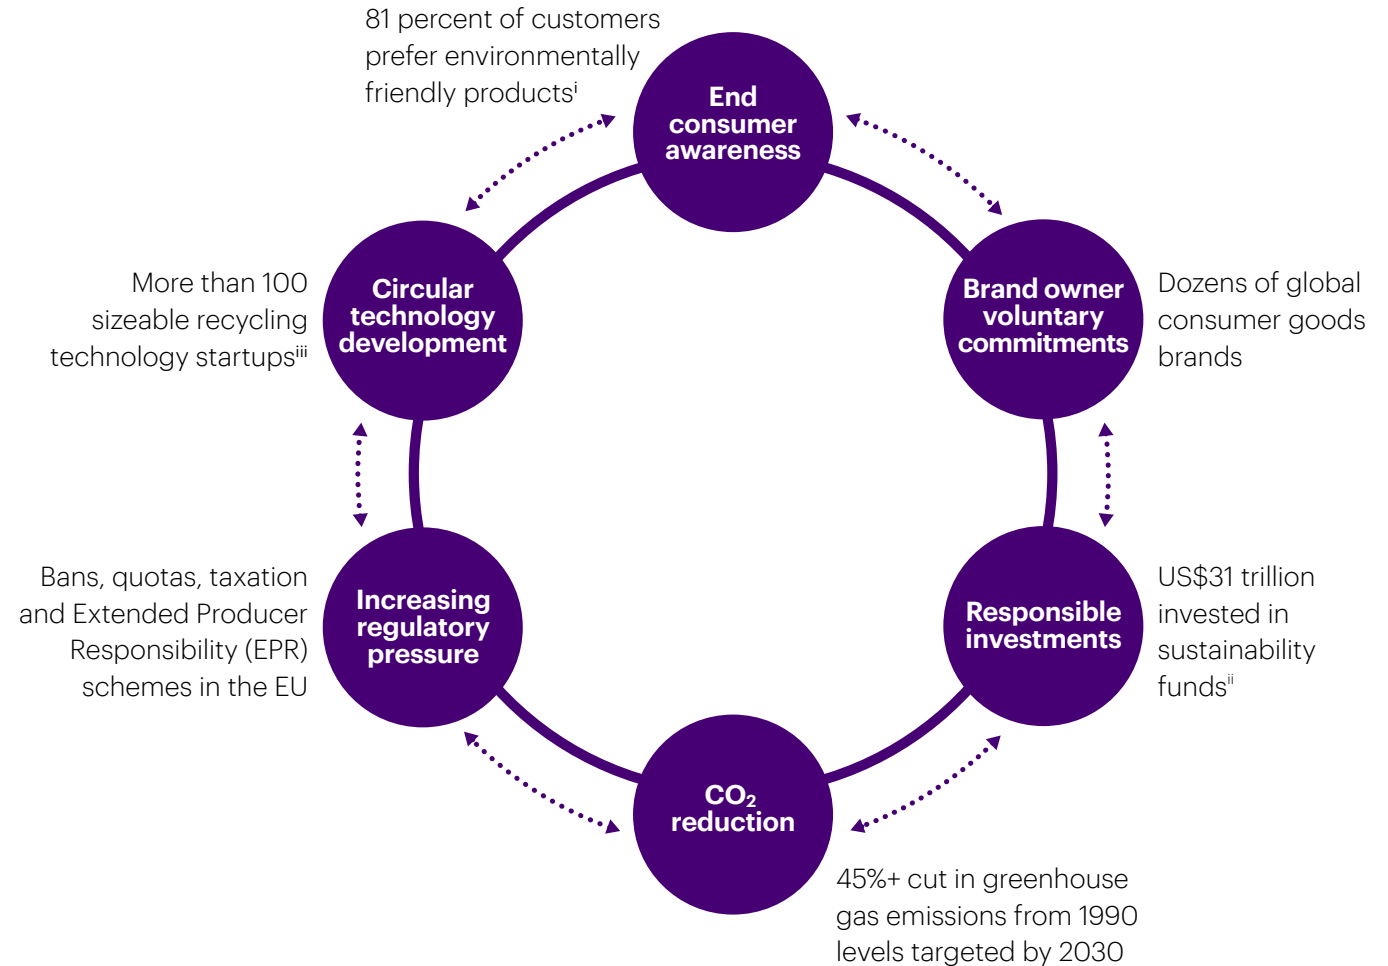 81 percent of customers
prefer environmentally
friendly productsⁱ
End
consumer
awareness
Brand owner
voluntary
commitments
Dozens of global
consumer goods
brands
Responsible
investments
US$31 trillion
invested in
sustainability
fundsⁱⁱ
CO₂
reduction
45%+ cut in greenhouse
gas emissions from 1990
levels targeted by 2030
Increasing
regulatory
pressure
Bans, quotas, taxation
and Extended Producer
Responsibility (EPR)
schemes in the EU
Circular
technology
development
More than 100
sizeable recycling
technology startupsⁱⁱⁱ